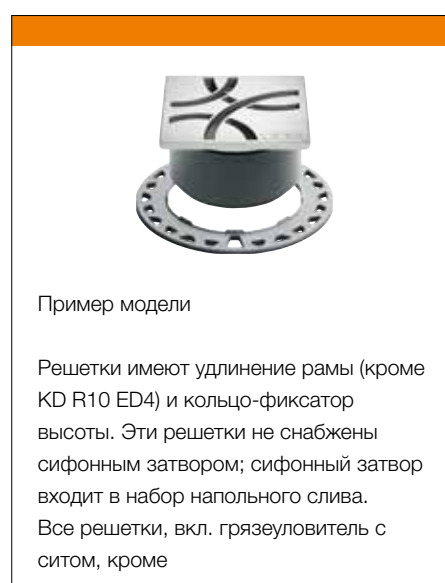 Пример модели
Решетки имеют удлинение рамы (кроме
KD R10 ED4) и кольцо-фиксатор
высоты. Эти решетки не снабжены
сифонным затвором; сифонный затвор
входит в набор напольного слива.
Все решетки, вкл. грязеуловитель с
ситом, кроме